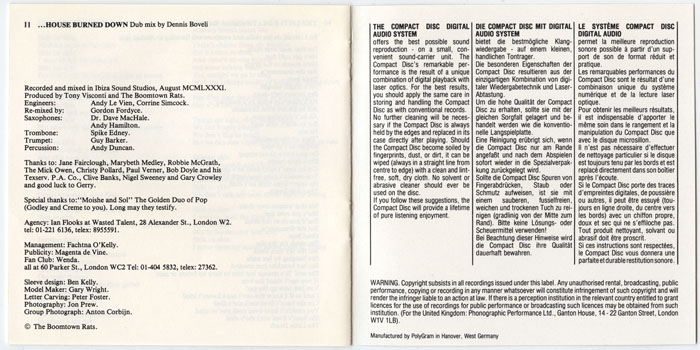 11 ...HOUSE BURNED DOWN Dub mix by Dennis Bovell
Recorded and mixed in Ibiza Sound Studios, August MCMLXXXI.
Produced by Tony Visconti and The Boomtown Rats.
Engineers: Andy Le Vien, Corrine Simcock.
Re-mixed by: Gordon Fordyce.
Saxophones: Dr. Dave MacHale.
Andy Hamilton.
Trombone: Spike Edney.
Trumpet: Guy Barker.
Percussion: Andy Duncan.
Thanks to: Jane Fairclough, Marybeth Medley, Robbie McGrath,
The Mick Owen, Christy Pollard, Paul Verner, Bob Doyle and his
Texserv. P.A. Co., Clive Banks, Nigel Sweeney and Gary Crowley
and good luck to Gerry.
Special thanks to:"Moishe and Sol" The Golden Duo of Pop
(Godley and Creme to you). Long may they testify.
Agency: Ian Flooks at Wasted Talent, 28 Alexander St., London W2.
tel: 01-221 6136, telex: 8955591.
Management: Fachtna O'Kelly.
Publicity: Magenta de Vine.
Fan Club: Wenda.
all at 60 Parker St., London WC2 Tel: 01-404 5832, telex: 27362.
Sleeve design: Ben Kelly.
Model Maker: Gary Wright.
Letter Carving: Peter Foster.
Photography: Jon Prew.
Group Photograph: Anton Corbijn.
© The Boomtown Rats.
THE COMPACT DISC DIGITAL
AUDIO SYSTEM
offers the best possible sound
reproduction - on a small, con-
venient sound-carrier unit. The
Compact Disc's remarkable per-
formance is the result of a unique
combination of digital playback with
laser optics. For the best results,
you should apply the same care in
storing and handling the Compact
Disc as with conventional records.
No further cleaning will be neces-
sary if the Compact Disc is always
held by the edges and replaced in its
case directly after playing. Should
the Compact Disc become soiled by
fingerprints, dust, or dirt, it can be
wiped (always in a straight line from
centre to edge) with a clean and lint-
free, soft, dry cloth. No solvent or
abrasive cleaner should ever be
used on the disc.
If you follow these suggestions, the
Compact Disc will provide a lifetime
of pure listening enjoyment.
DIE COMPACT DISC MIT DIGITAL
AUDIO SYSTEM
bietet die bestmögliche Klang-
wiedergabe - auf einem kleinen,
handlichen Tonträger.
Die besonderen Eigenschaften der
Compact Disc resultieren aus der
einzigartigen Kombination von digi-
taler Wiedergabetechnik und Laser-
Abtastung.
Um die hohe Qualität der Compact
Disc zu erhalten, sollte sie mit der
gleichen Sorgfalt gelagert und be-
handelt werden wie die konventio-
nelle Langspielplatte.
Eine Reinigung erübrigt sich, wenn
die Compact Disc nur am Rande
angefaßt und nach dem Abspielen
sofort wieder in die Spezialverpak-
kung zurückgelegt wird.
Sollte die Compact Disc Spuren von
Fingerabdrücken, Staub oder
Schmutz aufweisen, ist sie mit
einem sauberen, fusselfreien,
weichen und trockenen Tuch zu rei-
nigen (gradlinig von der Mitte zum
Rand). Bitte keine Lösungs- oder
Scheuermittel verwenden!
Bei Beachtung dieser Hinweise wird
die Compact Disc ihre Qualität
dauerhaft bewahren.
LE SYSTÈME COMPACT DISC
DIGITAL AUDIO
permet la meilleure reproduction
sonore possible à partir d'un sup-
port de son de format réduit et
pratique.
Les remarquables performances du
Compact Disc sont le résultat d'une
combinaison unique du système
numérique et de la lecture laser
optique.
Pour obtenir les meilleurs résultats,
il est indispensable d'apporter le
même soin dans le rangement et la
manipulation du Compact Disc que
avec le disque microsillon.
Il n'est pas nécessaire d'effectuer
de nettoyage particulier si le disque
est toujours tenu par les bords et est
replacé directement dans son boîtier
après l'écoute.
Si le Compact Disc porte des traces
d'empreintes digitales, de poussière
ou autres, il peut être essuyé (tou-
jours en ligne droite, du centre vers
les bords) avec un chiffon propre,
doux et sec qui ne s'effiloche pas.
Tout produit nettoyant, solvant ou
abrasif doit être proscrit.
Si ces instructions sont respectées,
le Compact Disc vous donnera une
parfaite et durable restitution sonore.
WARNING. Copyright subsists in all recordings issued under this label. Any unauthorised rental, broadcasting, public
performance, copying or recording in any manner whatsoever will constitute infringement of such copyright and will
render the infringer liable to an action at law. If there is a perception institution in the relevant country entitled to grant
licences for the use of recordings for public performance or broadcasting such licences may be obtained from such
institution. (For the United Kingdom: Phonographic Performance Ltd., Ganton House, 14 - 22 Ganton Street, London
W1V 1LB).
Manufactured by PolyGram in Hanover, West Germany